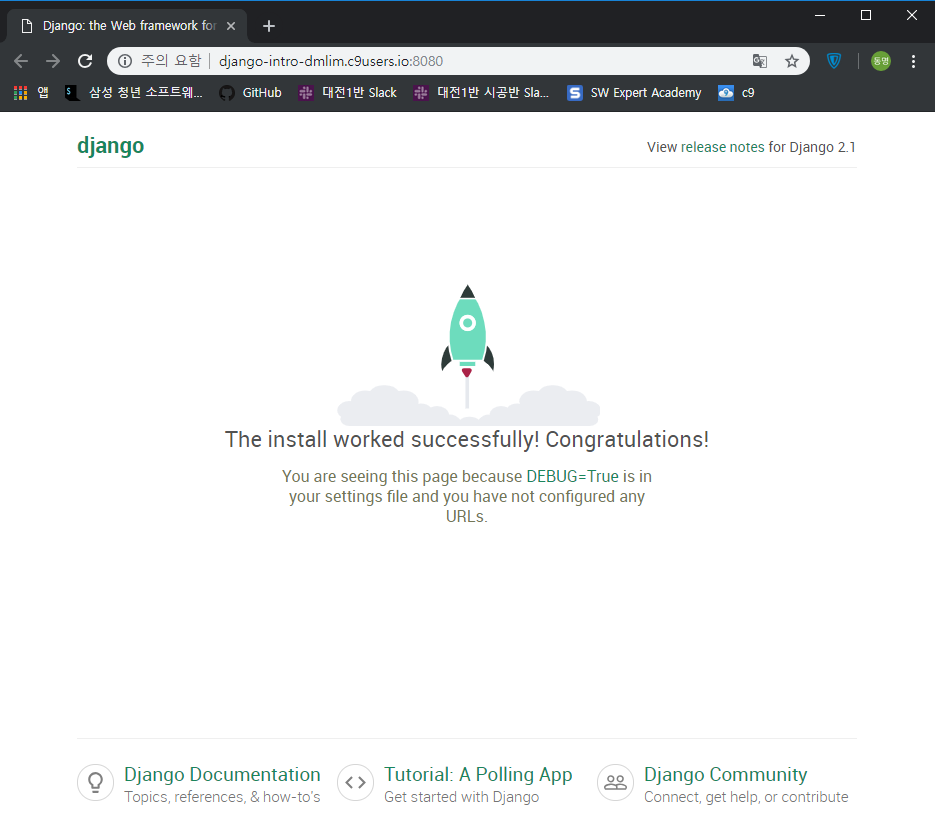 Django: the Web framework for
주의 요함 django-intro-dmlim.c9users.io:8080
동명
앱 삼성 청년 소프트웨... GitHub 대전1반 Slack 대전1반 시공반 Sla... SW Expert Academy c9
django View release notes for Django 2.1
The install worked successfully! Congratulations!
You are seeing this page because DEBUG=True is in
your settings file and you have not configured any
URLs.
Django Documentation Tutorial: A Polling App Django Community
Topics, references, & how-to's Get started with Django Connect, get help, or contribute